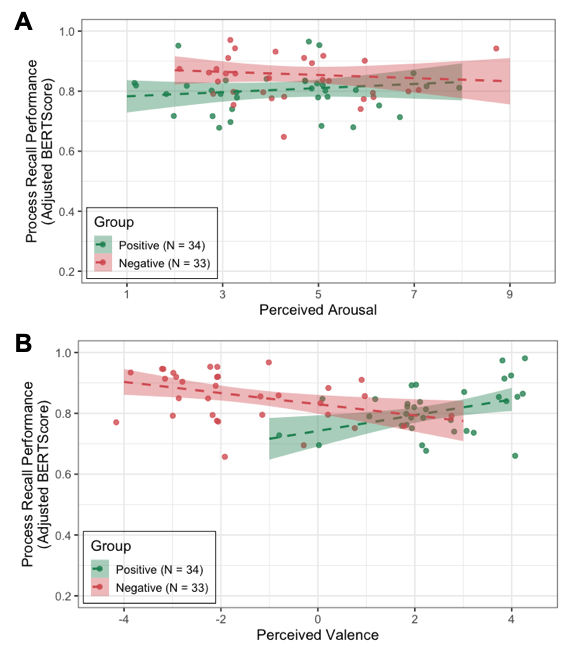 A
Process Recall Performance
(Adjusted BERTScore)
1.0
0.8
0.6
0.4
0.2
Group
Positive (N = 34)
Negative (N = 33)
1 3 5 7 9
Perceived Arousal
B
Process Recall Performance
(Adjusted BERTScore)
1.0
0.8
0.6
0.4
0.2
Group
Positive (N = 34)
Negative (N = 33)
-4 -2 0 2 4
Perceived Valence